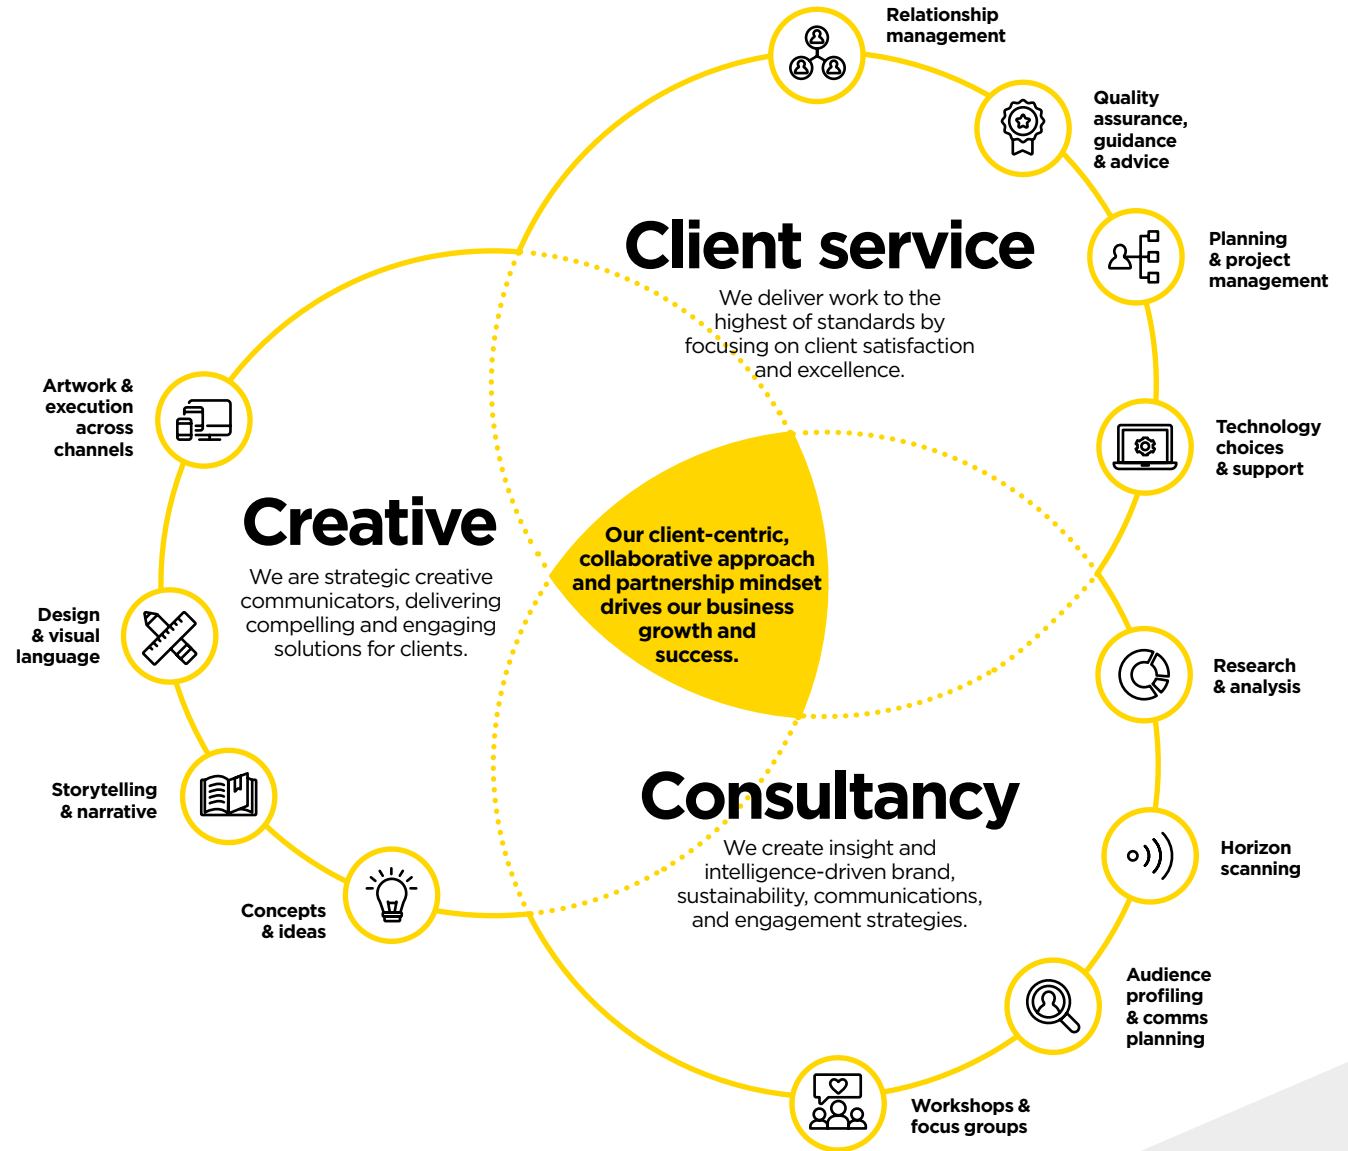 Relationship
management
Quality
assurance,
guidance
& advice
Client service
We deliver work to the
highest of standards by
focusing on client satisfaction
and excellence.
Planning
& project
management
Technology
choices
& support
Artwork &
execution
across
channels
Creative
We are strategic creative
communicators, delivering
compelling and engaging
solutions for clients.
Design
& visual
language
Storytelling
& narrative
Concepts
& ideas
Our client-centric,
collaborative approach
and partnership mindset
drives our business
growth and
success.
Consultancy
We create insight and
intelligence-driven brand,
sustainability, communications,
and engagement strategies.
Research
& analysis
Horizon
scanning
Audience
profiling
& comms
planning
Workshops &
focus groups